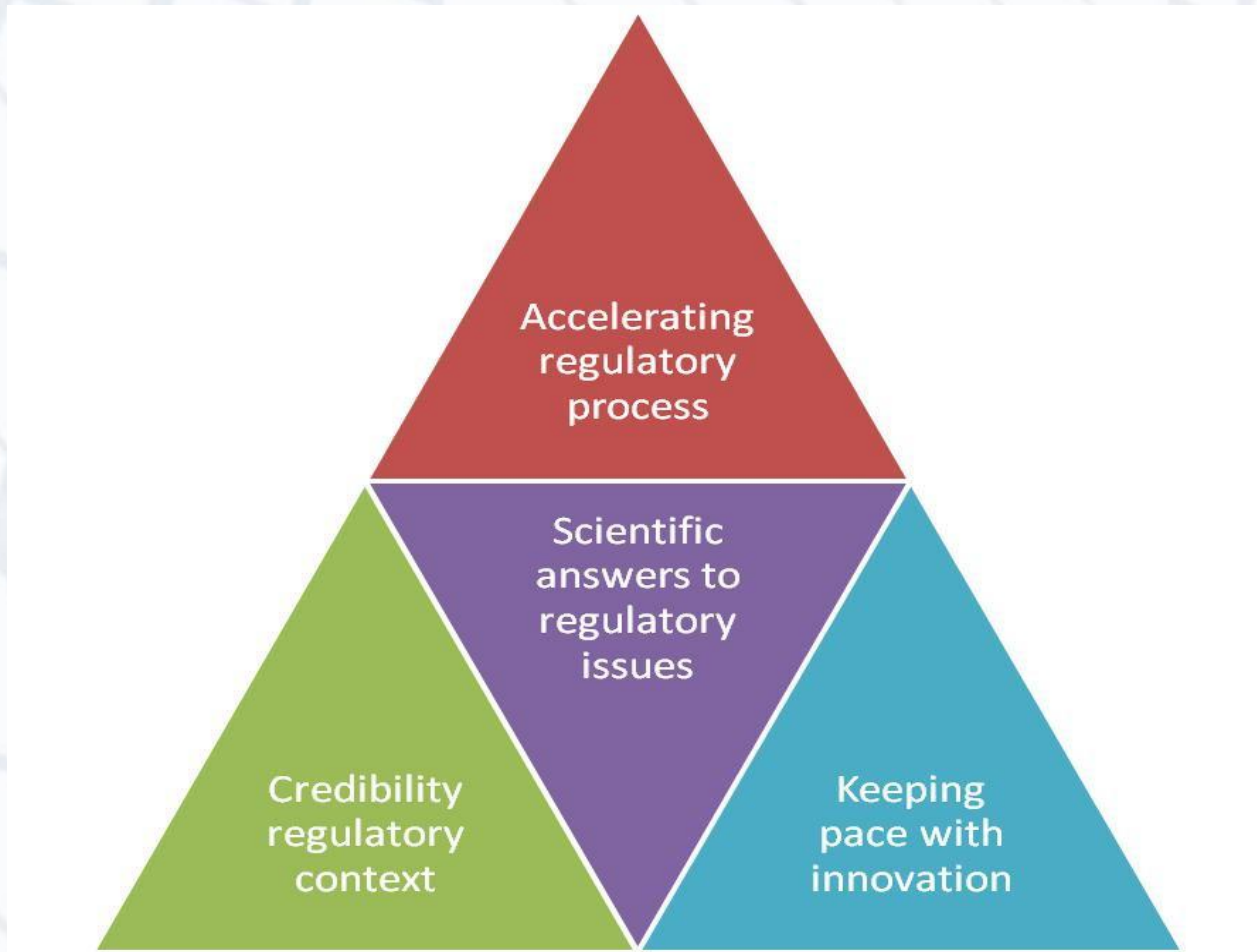 Accelerating
regulatory
process
Scientific
answers to
regulatory
issues
Credibility
regulatory
context
Keeping
pace with
innovation